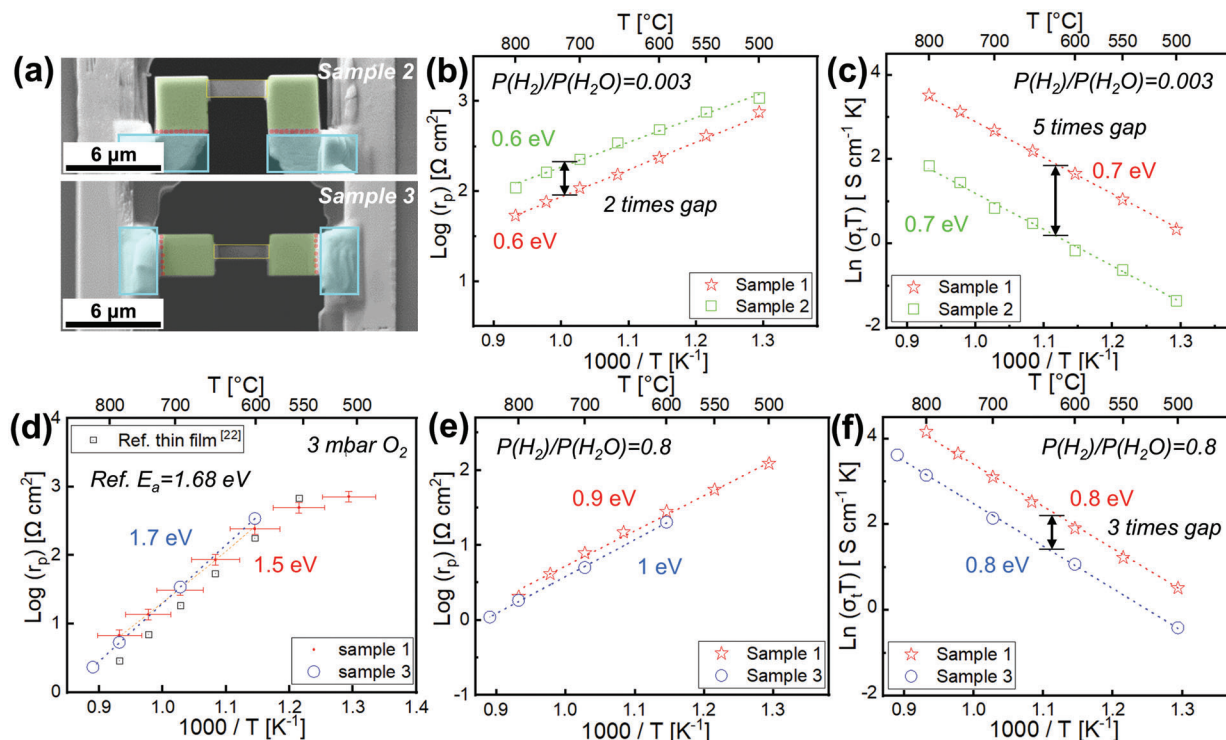 (a)
Sample 2
6 µm
Sample 3
6 µm
(b)
T [°C]
800 700 600 550 500
P(H2)/P(H2O)=0.003
0.6 eV
2 times gap
0.6 eV
Sample 1
Sample 2
Log (rp) [Ω cm2]
3
2
1
0.9 1.0 1.1 1.2 1.3
1000 / T [K-1]
(c)
T [°C]
800 700 600 550 500
P(H2)/P(H2O)=0.003
5 times gap
0.7 eV
0.7 eV
Sample 1
Sample 2
Ln (σtT) [ S cm-1 K]
4
2
0
-2
0.9 1.0 1.1 1.2 1.3
1000 / T [K-1]
(d)
T [°C]
800 700 600 550 500
Ref. thin film [22]
3 mbar O2
Ref. Ea=1.68 eV
1.7 eV
1.5 eV
sample 1
sample 3
Log (rp) [Ω cm2]
4
3
2
1
0
0.9 1.0 1.1 1.2 1.3 1.4
1000 / T [K-1]
(e)
T [°C]
800 700 600 550 500
P(H2)/P(H2O)=0.8
0.9 eV
1 eV
Sample 1
Sample 3
Log (rp) [Ω cm2]
2
1
0
-1
0.9 1.0 1.1 1.2 1.3
1000 / T [K-1]
(f)
T [°C]
800 700 600 550 500
P(H2)/P(H2O)=0.8
0.8 eV
3 times gap
0.8 eV
Sample 1
Sample 3
Ln (σtT) [ S cm-1 K]
4
2
0
-2
0.9 1.0 1.1 1.2 1.3
1000 / T [K-1]